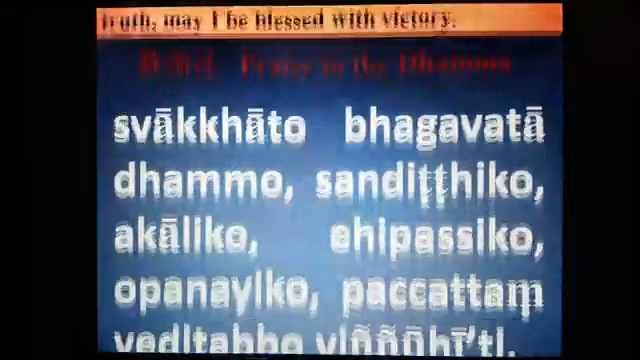 truth, may I be blessed with victory.
Praise to the Dhamma
svākkhāto bhagavatā
dhammo, sandiṭṭhiko,
akāliko, ehipassiko,
opanayiko, paccattaṃ
veditabbo viññūhī'ti.